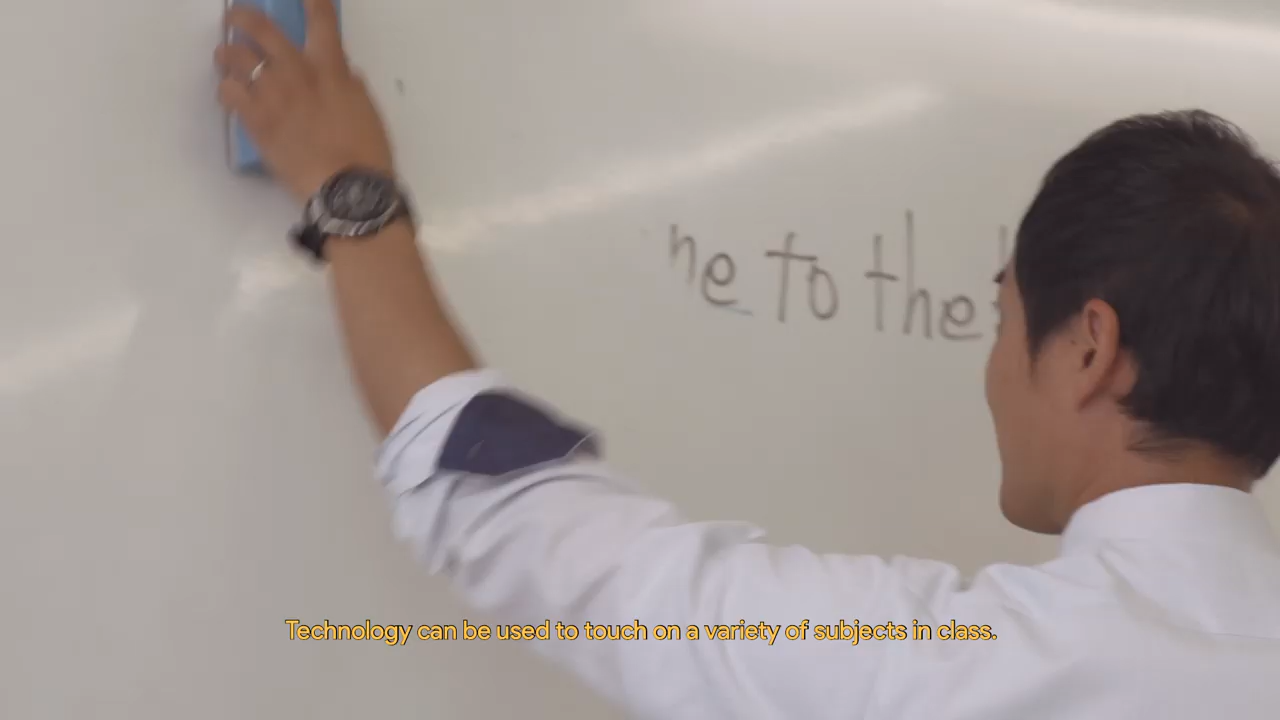 ne to the
Technology can be used to touch on a variety of subjects in class.